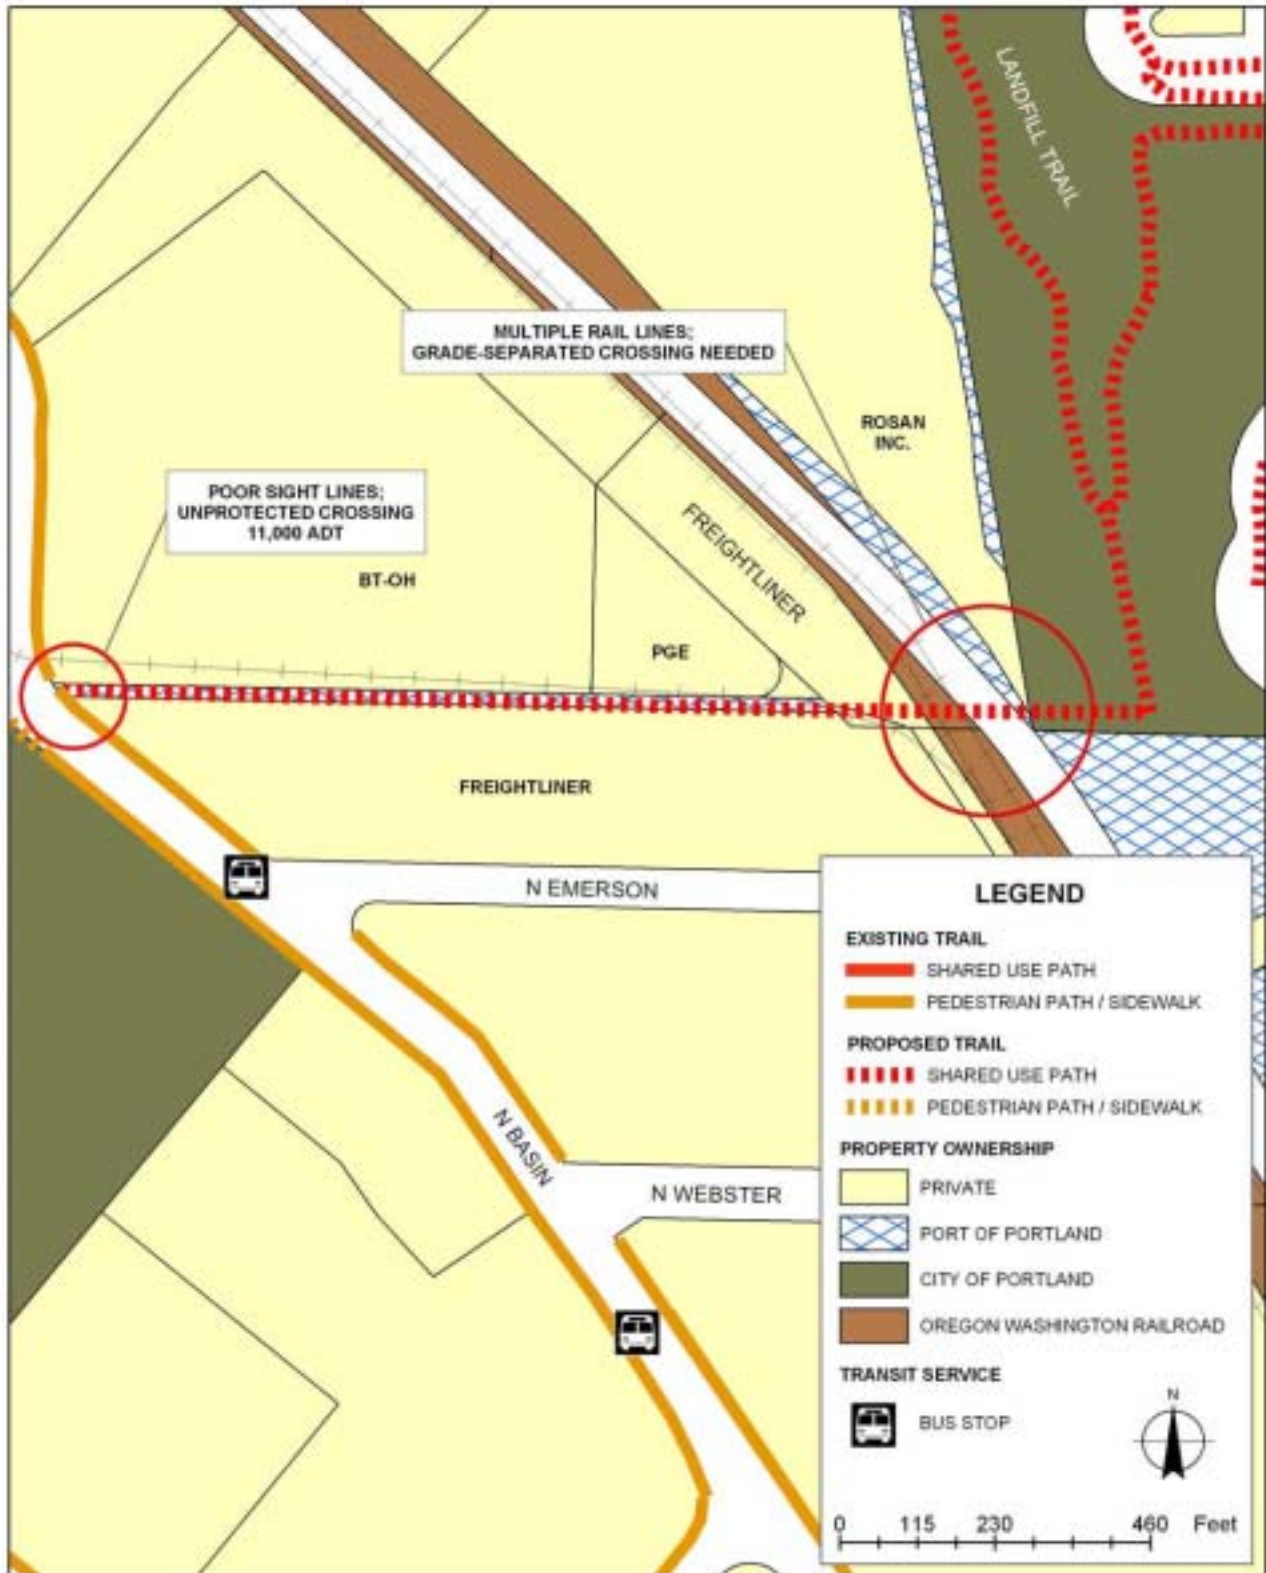 LANDFILL TRAIL
MULTIPLE RAIL LINES;
GRADE-SEPARATED CROSSING NEEDED
ROSAN
INC.
POOR SIGHT LINES;
UNPROTECTED CROSSING
11,000 ADT
BT-OH
FREIGHTLINER
PGE
FREIGHTLINER
N EMERSON
N BASIN
N WEBSTER
LEGEND
EXISTING TRAIL
SHARED USE PATH
PEDESTRIAN PATH / SIDEWALK
PROPOSED TRAIL
SHARED USE PATH
PEDESTRIAN PATH / SIDEWALK
PROPERTY OWNERSHIP
PRIVATE
PORT OF PORTLAND
CITY OF PORTLAND
OREGON WASHINGTON RAILROAD
TRANSIT SERVICE
BUS STOP
N
0 115 230 460 Feet